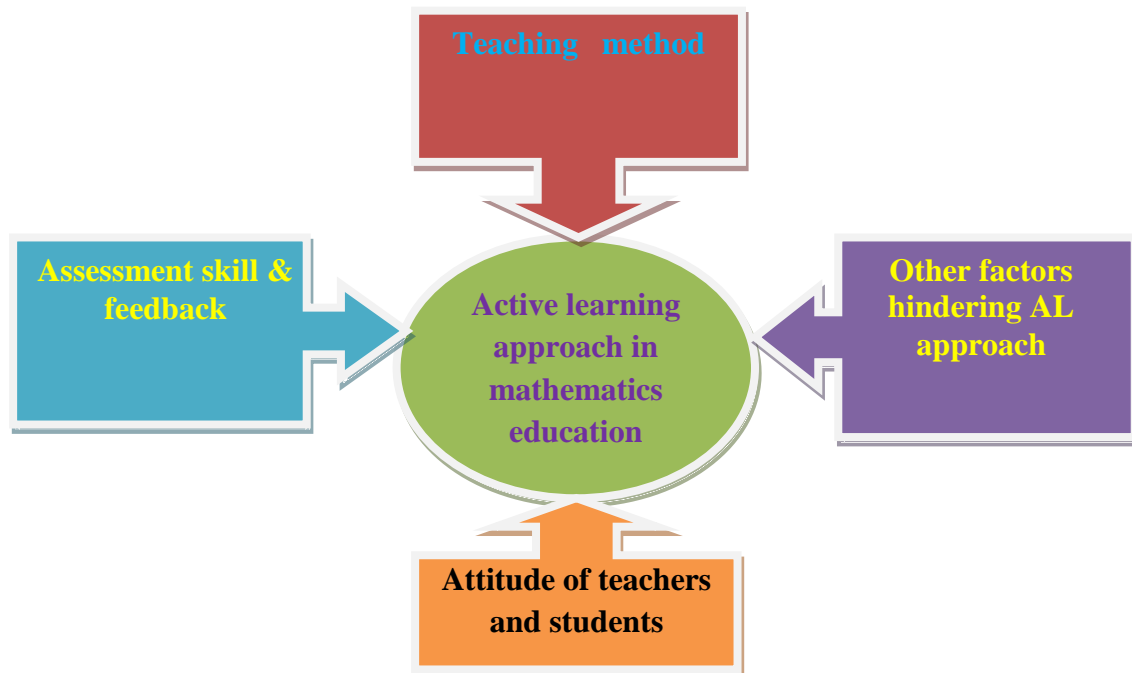 Teaching method
Assessment skill &
feedback
Active learning
approach in
mathematics
education
Other factors
hindering AL
approach
Attitude of teachers
and students